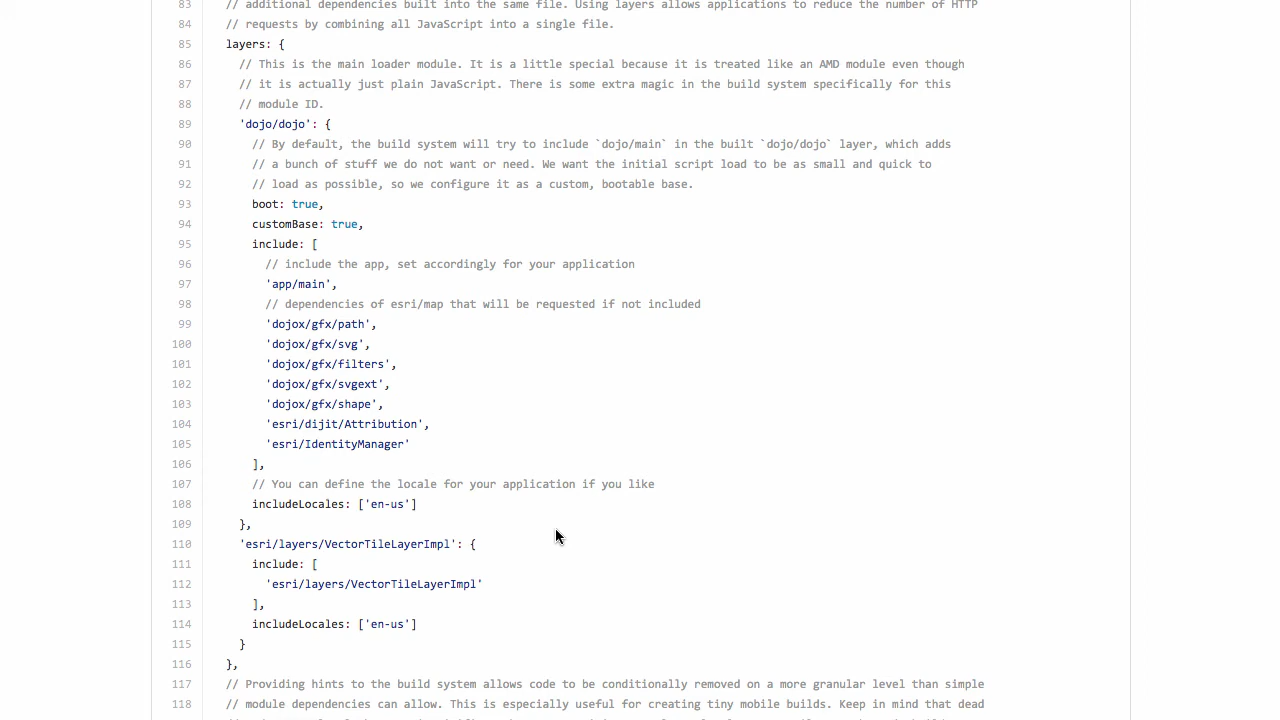 83 // additional dependencies built into the same file. Using layers allows applications to reduce the number of HTTP
84 // requests by combining all JavaScript into a single file.
85 layers: {
86 // This is the main loader module. It is a little special because it is treated like an AMD module even though
87 // it is actually just plain JavaScript. There is some extra magic in the build system specifically for this
88 // module ID.
89 'dojo/dojo': {
90 // By default, the build system will try to include `dojo/main` in the built `dojo/dojo` layer, which adds
91 // a bunch of stuff we do not want or need. We want the initial script load to be as small and quick to
92 // load as possible, so we configure it as a custom, bootable base.
93 boot: true,
94 customBase: true,
95 include: [
96 // include the app, set accordingly for your application
97 'app/main',
98 // dependencies of esri/map that will be requested if not included
99 'dojox/gfx/path',
100 'dojox/gfx/svg',
101 'dojox/gfx/filters',
102 'dojox/gfx/svgext',
103 'dojox/gfx/shape',
104 'esri/dijit/Attribution',
105 'esri/IdentityManager'
106 ],
107 // You can define the locale for your application if you like
108 includeLocales: ['en-us']
109 },
110 'esri/layers/VectorTileLayerImpl': {
111 include: [
112 'esri/layers/VectorTileLayerImpl'
113 ],
114 includeLocales: ['en-us']
115 }
116 },
117 // Providing hints to the build system allows code to be conditionally removed on a more granular level than simple
118 // module dependencies can allow. This is especially useful for creating tiny mobile builds. Keep in mind that dead